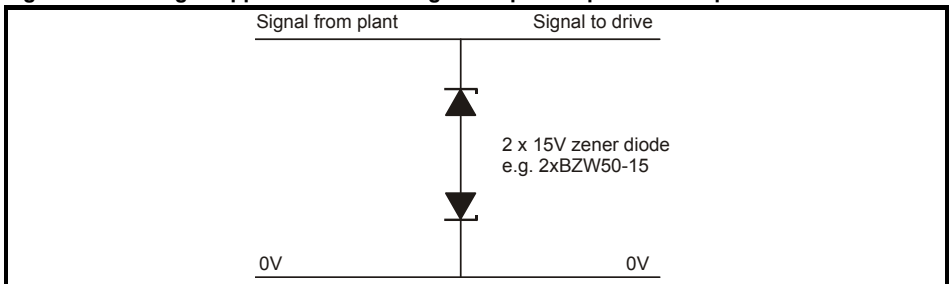 Signal from plant Signal to drive
2 x 15V zener diode
e.g. 2xBZW50-15
0V 0V